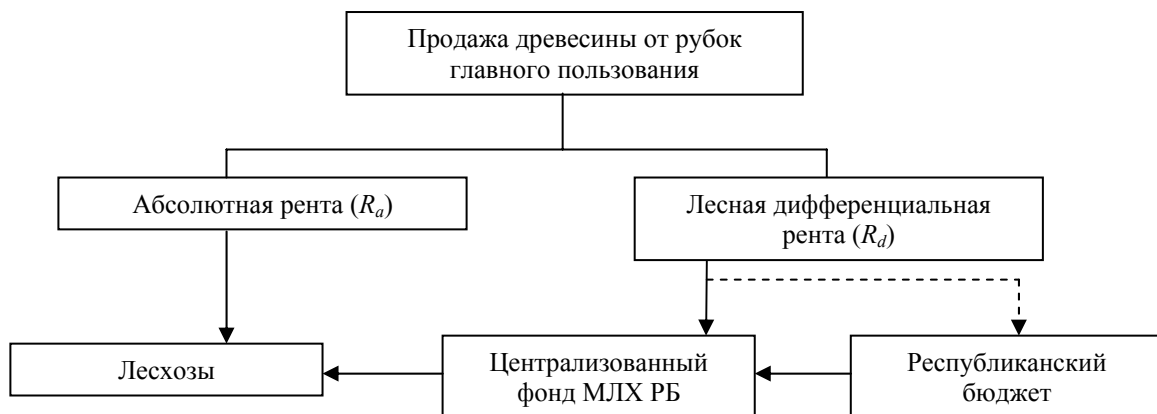 Продажа древесины от рубок
главного пользования
Абсолютная рента (Ra)
Лесная дифференциальная
рента (Rd)
Лесхозы
Централизованный
фонд МЛХ РБ
Республиканский
бюджет